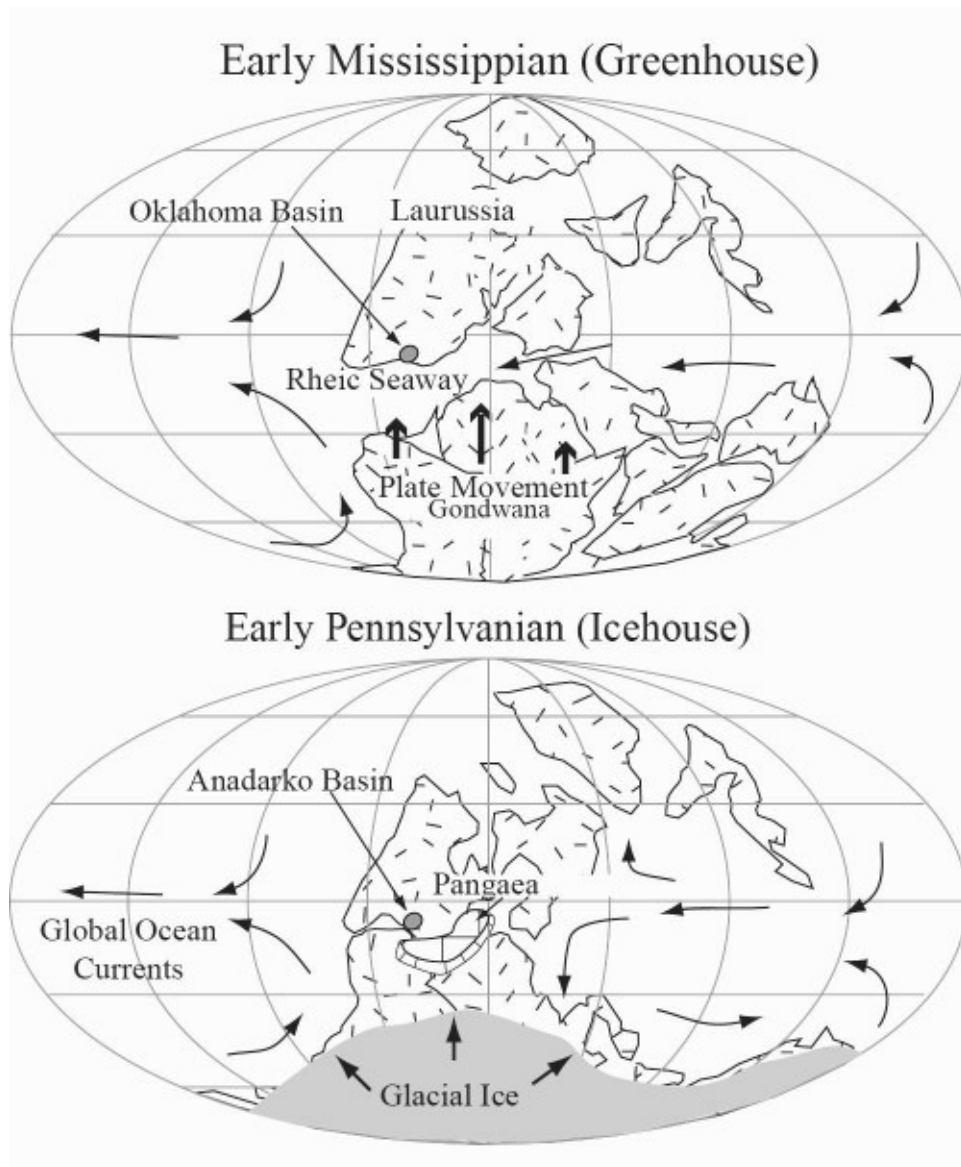 Early Mississippian (Greenhouse)
Oklahoma Basin
Laurussia
Rheic Seaway
Plate Movement
Gondwana
Early Pennsylvanian (Icehouse)
Anadarko Basin
Pangaea
Global Ocean
Currents
Glacial Ice